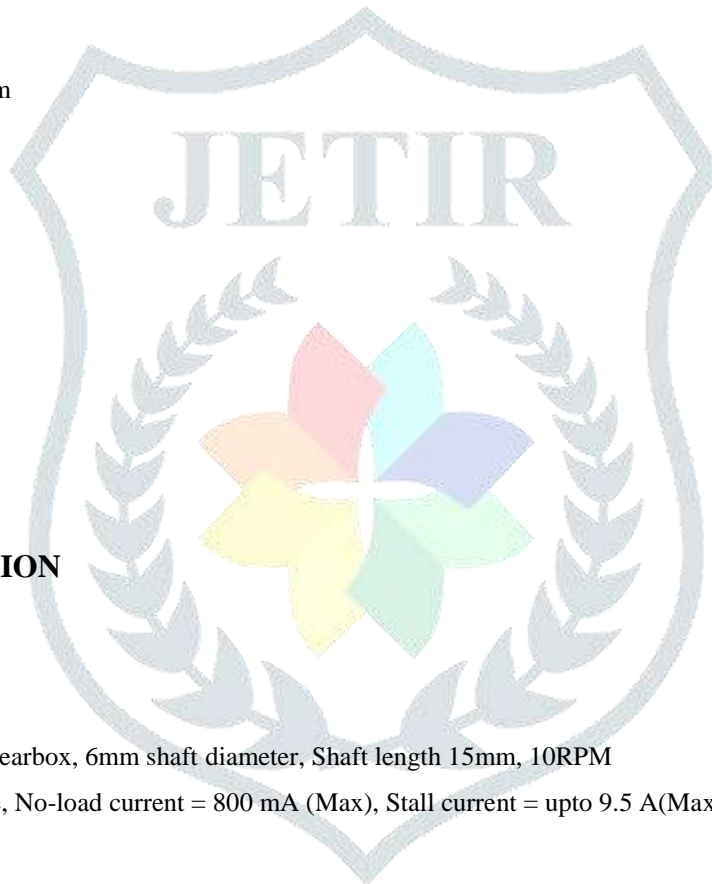 m
JETIR
ION
earbox, 6mm shaft diameter, Shaft length 15mm, 10RPM
, No-load current = 800 mA (Max), Stall current = upto 9.5 A(Max